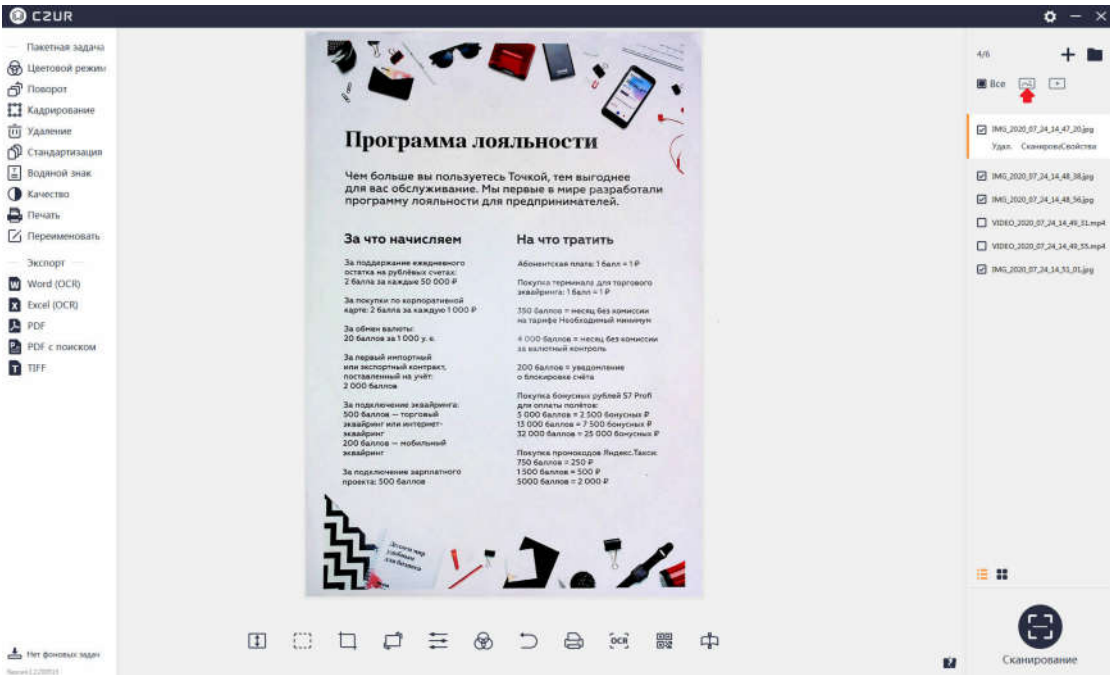 CZUR
Пакетная задача
Цветовой режим
Поворот
Кадрирование
Удаление
Стандартизация
Водяной знак
Качество
Печать
Переименовать
Экспорт
Word (OCR)
Excel (OCR)
PDF
PDF с поиском
TIFF
Нет фоновых задач
Программа лояльности
Чем больше вы пользуетесь Точкой, тем выгоднее
для вас обслуживание. Мы первые в мире разработали
программу лояльности для предпринимателей.
За что начисляем
За поддержание ежедневного
остатка на рублёвых счетах:
2 балла за каждые 50 000 ₽
За покупки по корпоративной
карте: 2 балла за каждую 1 000 ₽
За обмен валюты:
20 баллов за 1 000 у. е.
За первый импортный
или экспортный контракт,
поставленный на учёт:
2 000 баллов
За подключение эквайринга:
500 баллов — торговый
эквайринг или интернет-
эквайринг
200 баллов — мобильный
эквайринг
За подключение зарплатного
проекта: 500 баллов
На что тратить
Абонентская плата: 1 балл = 1 ₽
Покупка терминала для торгового
эквайринга: 1 балл = 1 ₽
350 баллов = месяц без комиссии
на тарифе Необходимый минимум
4 000 баллов = месяц без комиссии
за валютный контроль
200 баллов = уведомление
о блокировке счёта
Покупка бонусных рублей S7 Profi
для оплаты полётов:
5 000 баллов = 2 500 бонусных ₽
13 000 баллов = 7 500 бонусных ₽
32 000 баллов = 25 000 бонусных ₽
Покупка промокодов Яндекс.Такси:
750 баллов = 250 ₽
1 500 баллов = 500 ₽
5000 баллов = 2 000 ₽
Делаем мир
удобным
для бизнеса
OCR
4/6
Все
IMG_2020_07_24_14_47_20.jpg
Удал. СканировСвойства
IMG_2020_07_24_14_48_38.jpg
IMG_2020_07_24_14_48_56.jpg
VIDEO_2020_07_24_14_49_31.mp4
VIDEO_2020_07_24_14_49_55.mp4
IMG_2020_07_24_14_51_01.jpg
Сканирование